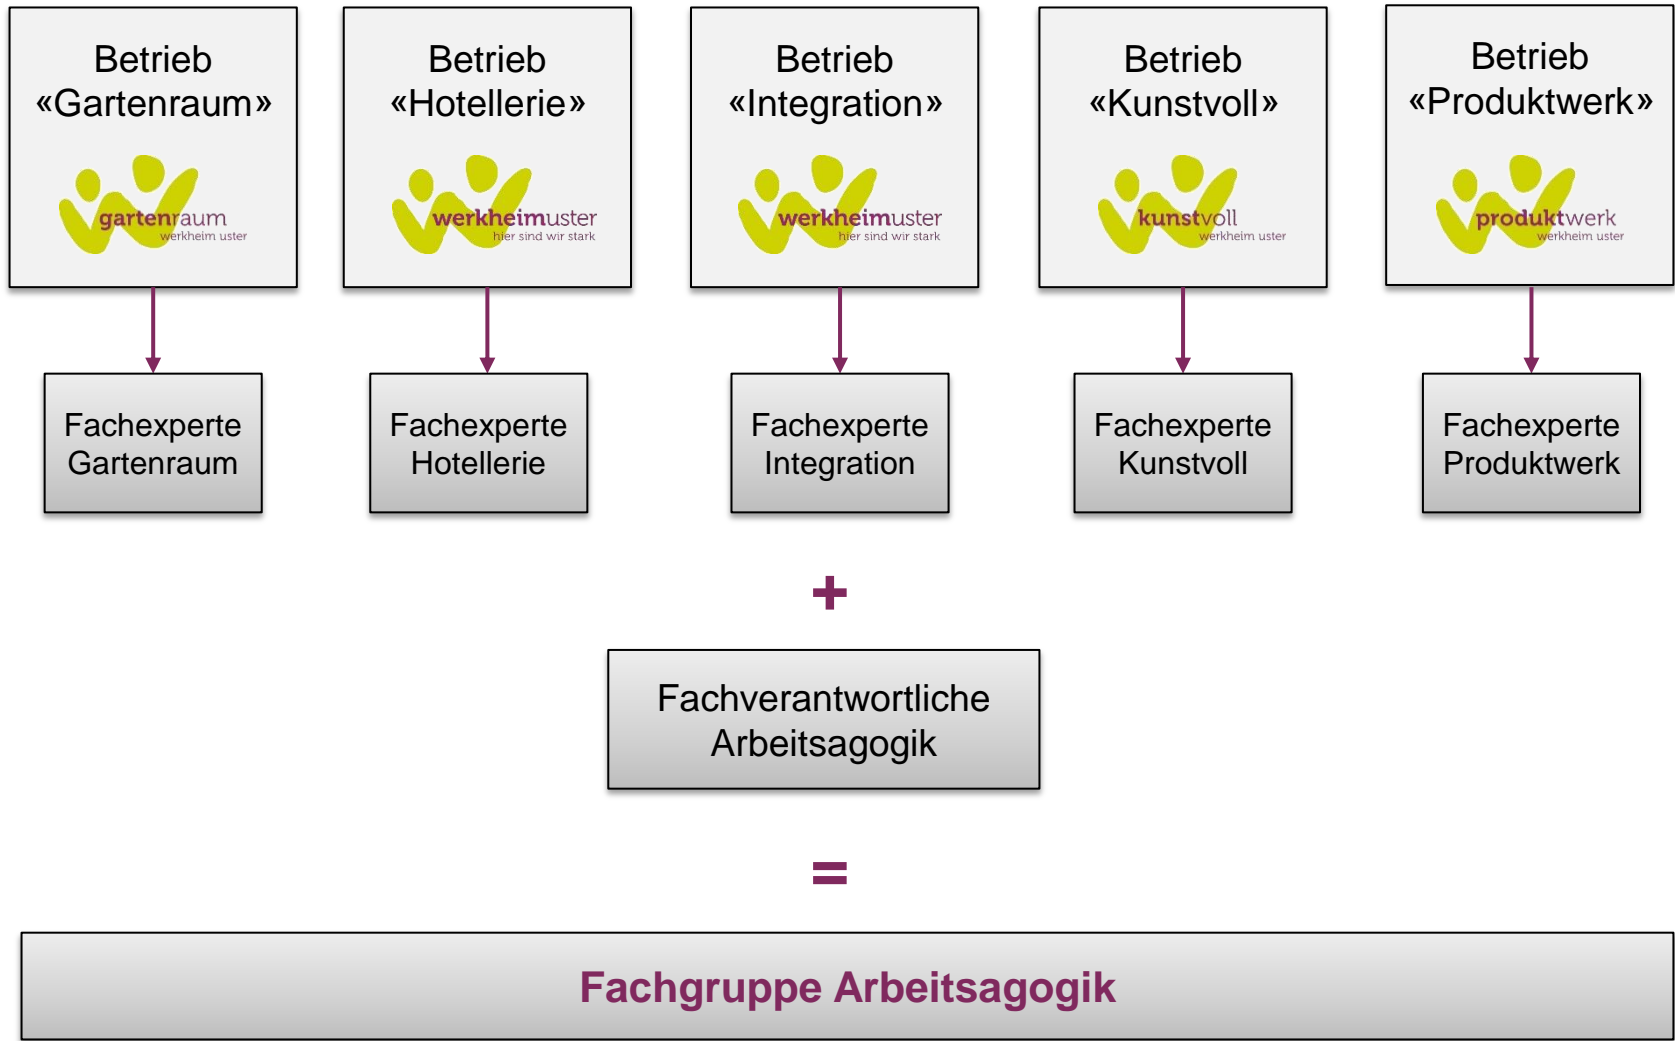 Betrieb
«Gartenraum»
gartenraum
werkheim uster
Betrieb
«Hotellerie»
werkheimuster
hier sind wir stark
Betrieb
«Integration»
werkheimuster
hier sind wir stark
Betrieb
«Kunstvoll»
kunstvoll
werkheim uster
Betrieb
«Produktwerk»
produktwerk
werkheim uster
Fachexperte
Gartenraum
Fachexperte
Hotellerie
Fachexperte
Integration
Fachexperte
Kunstvoll
Fachexperte
Produktwerk
+
Fachverantwortliche
Arbeitsagogik
=
Fachgruppe Arbeitsagogik